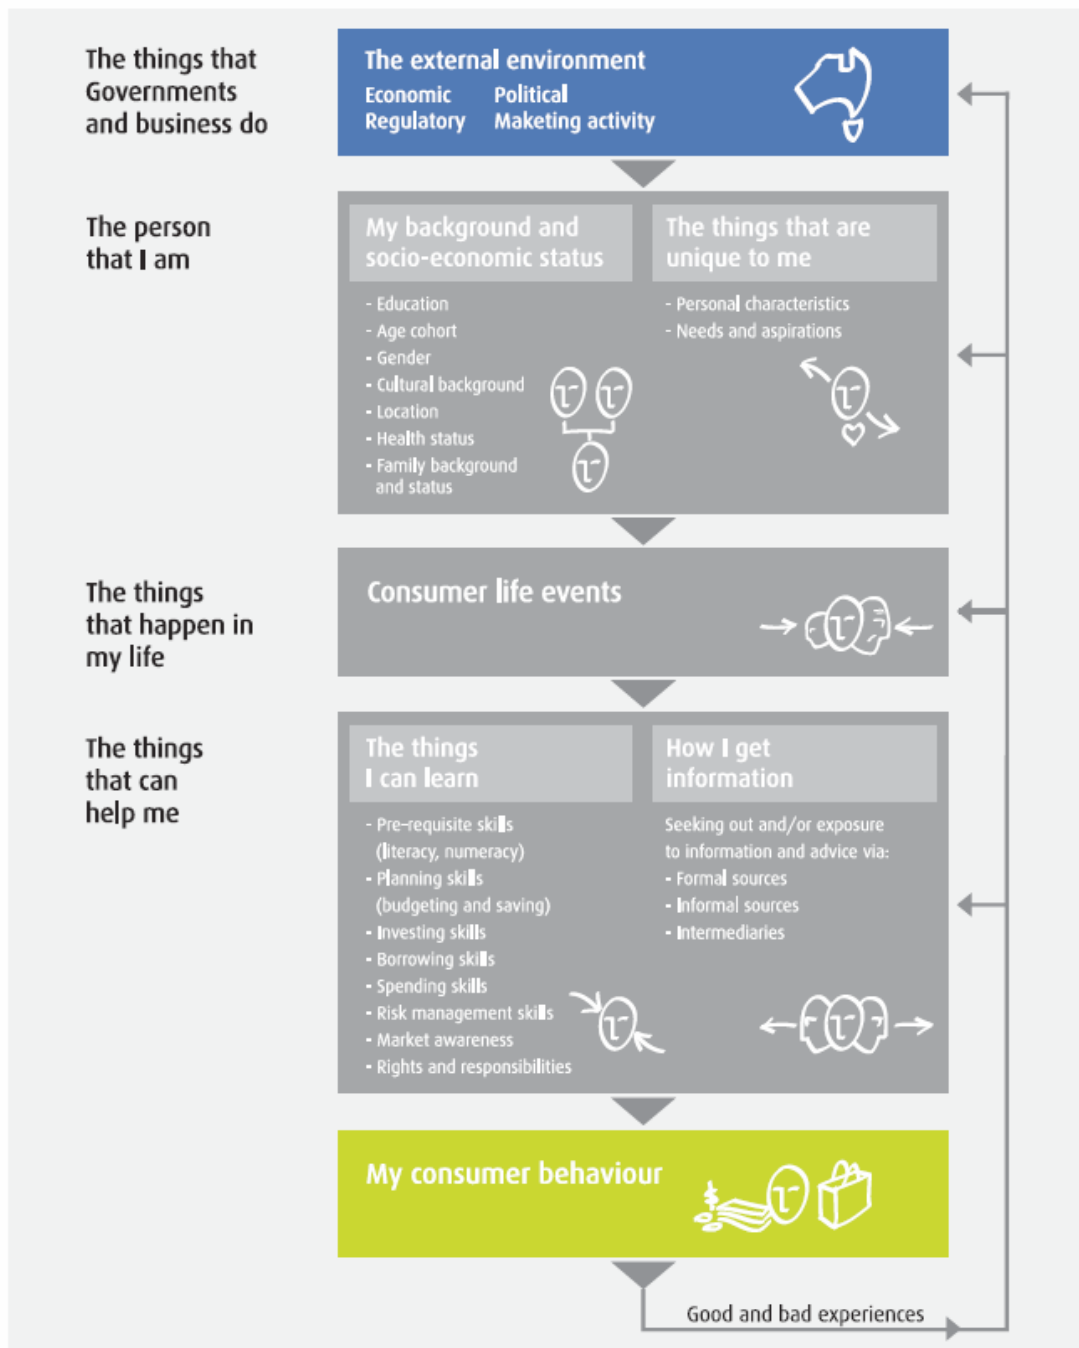 The things that
Governments
and business do
The external environment
Economic Political
Regulatory Maketing activity
The person
that I am
My background and
socio-economic status
- Education
- Age cohort
- Gender
- Cultural background
- Location
- Health status
- Family background
and status
The things that are
unique to me
- Personal characteristics
- Needs and aspirations
The things
that happen in
my life
Consumer life events
The things
that can
help me
The things
I can learn
- Pre-requisite skills
(literacy, numeracy)
- Planning skills
(budgeting and saving)
- Investing skills
- Borrowing skills
- Spending skills
- Risk management skills
- Market awareness
- Rights and responsibilities
How I get
information
Seeking out and/or exposure
to information and advice via:
- Formal sources
- Informal sources
- Intermediaries
My consumer behaviour
$
Good and bad experiences